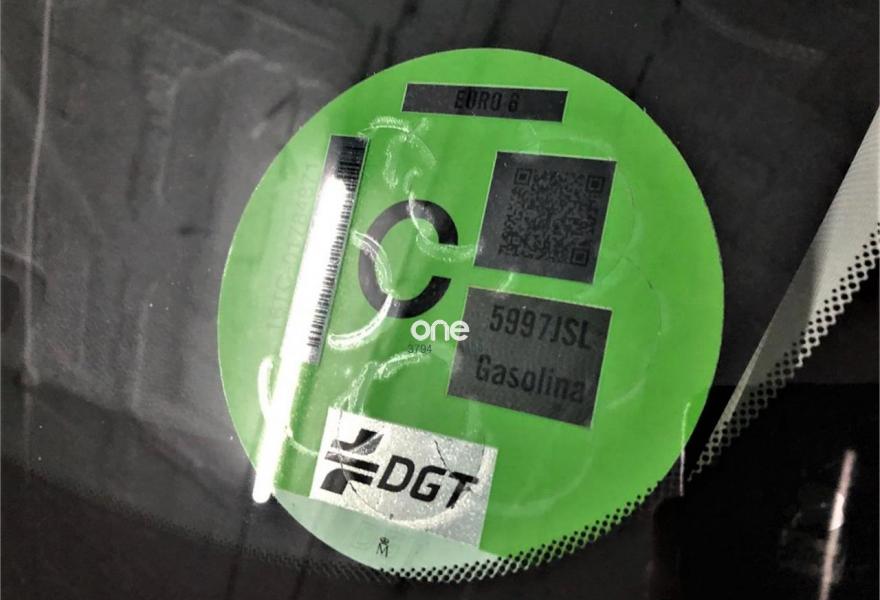 EURO 6
C
5997JSL
Gasolina
one
3794
DGT
M